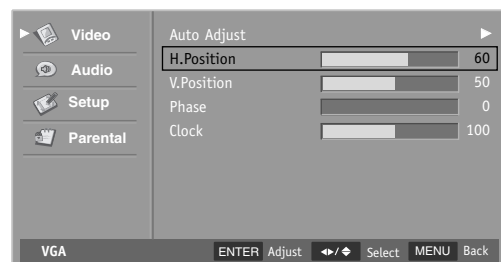 Video
Audio
Setup
Parental
Auto Adjust
H.Position 60
V.Position 50
Phase 0
Clock 100
VGA ENTER Adjust ◂▸/◆ Select MENU Back